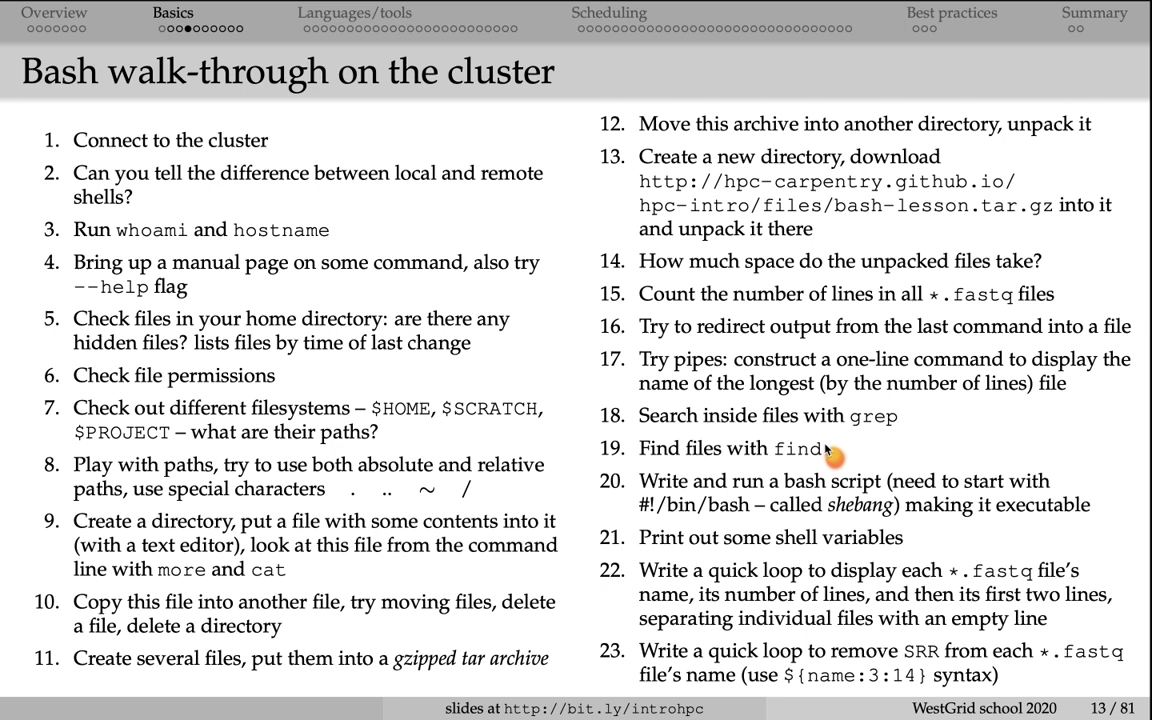 Overview Basics Languages/tools Scheduling Best practices Summary
Bash walk-through on the cluster
1. Connect to the cluster
2. Can you tell the difference between local and remote
shells?
3. Run whoami and hostname
4. Bring up a manual page on some command, also try
--help flag
5. Check files in your home directory: are there any
hidden files? lists files by time of last change
6. Check file permissions
7. Check out different filesystems – $HOME, $SCRATCH,
$PROJECT – what are their paths?
8. Play with paths, try to use both absolute and relative
paths, use special characters . .. ~ /
9. Create a directory, put a file with some contents into it
(with a text editor), look at this file from the command
line with more and cat
10. Copy this file into another file, try moving files, delete
a file, delete a directory
11. Create several files, put them into a gzipped tar archive
12. Move this archive into another directory, unpack it
13. Create a new directory, download
http://hpc-carpentry.github.io/
hpc-intro/files/bash-lesson.tar.gz into it
and unpack it there
14. How much space do the unpacked files take?
15. Count the number of lines in all *.fastq files
16. Try to redirect output from the last command into a file
17. Try pipes: construct a one-line command to display the
name of the longest (by the number of lines) file
18. Search inside files with grep
19. Find files with find
20. Write and run a bash script (need to start with
#!/bin/bash – called shebang) making it executable
21. Print out some shell variables
22. Write a quick loop to display each *.fastq file's
name, its number of lines, and then its first two lines,
separating individual files with an empty line
23. Write a quick loop to remove SRR from each *.fastq
file's name (use ${name:3:14} syntax)
slides at http://bit.ly/introhpc WestGrid school 2020 13 / 81